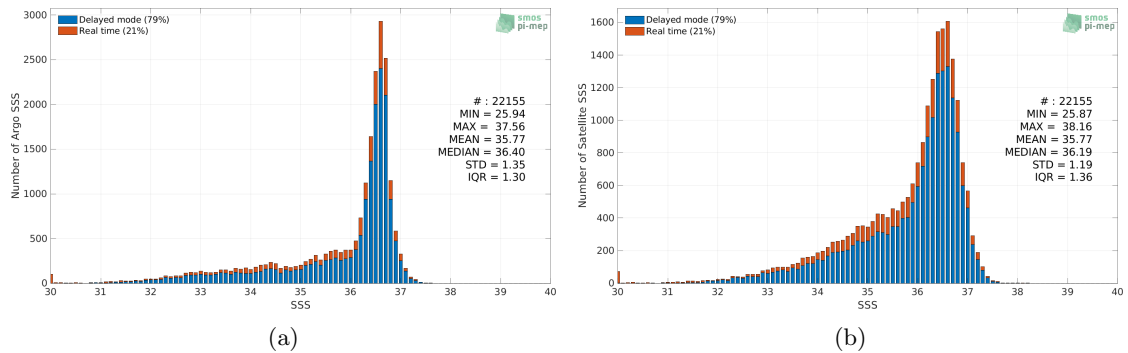 Delayed mode (79%)
Real time (21%)
smos
pi-mep
3000
2500
2000
1500
1000
500
0
Number of Argo SSS
# : 22155
MIN = 25.94
MAX = 37.56
MEAN = 35.77
MEDIAN = 36.40
STD = 1.35
IQR = 1.30
30 31 32 33 34 35 36 37 38 39 40
SSS
(a)
Delayed mode (79%)
Real time (21%)
smos
pi-mep
1600
1400
1200
1000
800
600
400
200
0
Number of Satellite SSS
# : 22155
MIN = 25.87
MAX = 38.16
MEAN = 35.77
MEDIAN = 36.19
STD = 1.19
IQR = 1.36
30 31 32 33 34 35 36 37 38 39 40
SSS
(b)